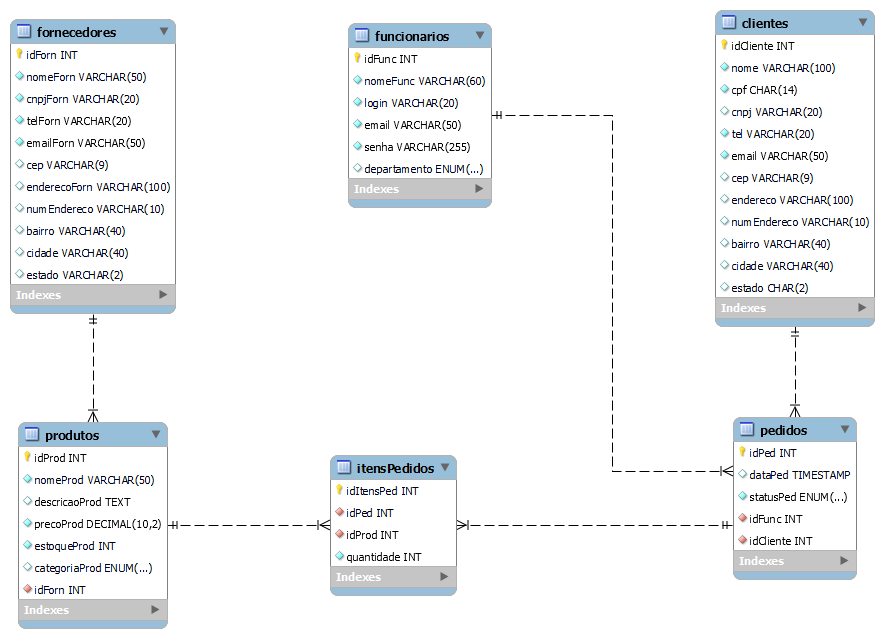 fornecedores
idForn INT
nomeForn VARCHAR(50)
cnpjForn VARCHAR(20)
telForn VARCHAR(20)
emailForn VARCHAR(50)
cep VARCHAR(9)
enderecoForn VARCHAR(100)
numEndereco VARCHAR(10)
bairro VARCHAR(40)
cidade VARCHAR(40)
estado VARCHAR(2)
Indexes
funcionarios
idFunc INT
nomeFunc VARCHAR(60)
login VARCHAR(20)
email VARCHAR(50)
senha VARCHAR(255)
departamento ENUM(...)
Indexes
clientes
idCliente INT
nome VARCHAR(100)
cpf CHAR(14)
cnpj VARCHAR(20)
tel VARCHAR(20)
email VARCHAR(50)
cep VARCHAR(9)
endereco VARCHAR(100)
numEndereco VARCHAR(10)
bairro VARCHAR(40)
cidade VARCHAR(40)
estado CHAR(2)
Indexes
produtos
idProd INT
nomeProd VARCHAR(50)
descricaoProd TEXT
precoProd DECIMAL(10,2)
estoqueProd INT
categoriaProd ENUM(...)
idForn INT
Indexes
itensPedidos
idItensPed INT
idPed INT
idProd INT
quantidade INT
Indexes
pedidos
idPed INT
dataPed TIMESTAMP
statusPed ENUM(...)
idFunc INT
idCliente INT
Indexes